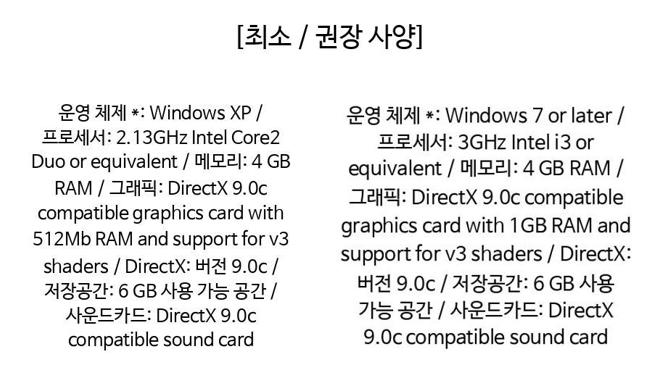 [최소 / 권장 사양]
운영 체제 *: Windows XP /
프로세서: 2.13GHz Intel Core2
Duo or equivalent / 메모리: 4 GB
RAM / 그래픽: DirectX 9.0c
compatible graphics card with
512Mb RAM and support for v3
shaders / DirectX: 버전 9.0c /
저장공간: 6 GB 사용 가능 공간 /
사운드카드: DirectX 9.0c
compatible sound card
운영 체제 *: Windows 7 or later /
프로세서: 3GHz Intel i3 or
equivalent / 메모리: 4 GB RAM /
그래픽: DirectX 9.0c compatible
graphics card with 1GB RAM and
support for v3 shaders / DirectX:
버전 9.0c / 저장공간: 6 GB 사용
가능 공간 / 사운드카드: DirectX
9.0c compatible sound card